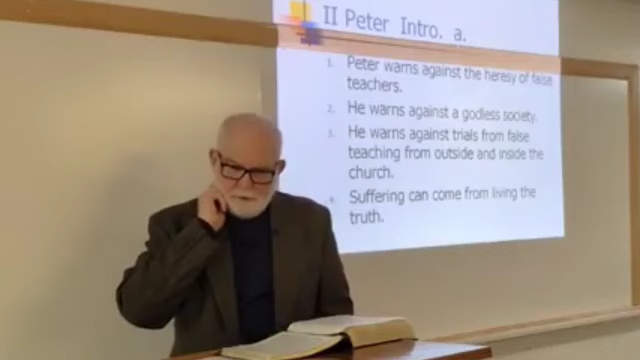 II Peter Intro. a.
1. Peter warns against the heresy of false
teachers.
2. He warns against a godless society.
3. He warns against trials from false
teaching from outside and inside the
church.
4. Suffering can come from living the
truth.